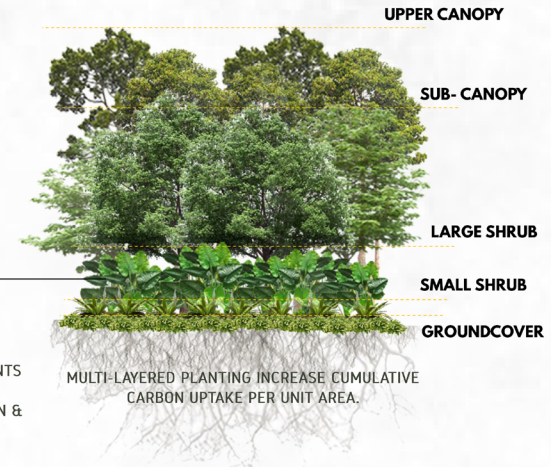 UPPER CANOPY
SUB- CANOPY
LARGE SHRUB
SMALL SHRUB
GROUNDCOVER
NTS
N &
MULTI-LAYERED PLANTING INCREASE CUMULATIVE
CARBON UPTAKE PER UNIT AREA.